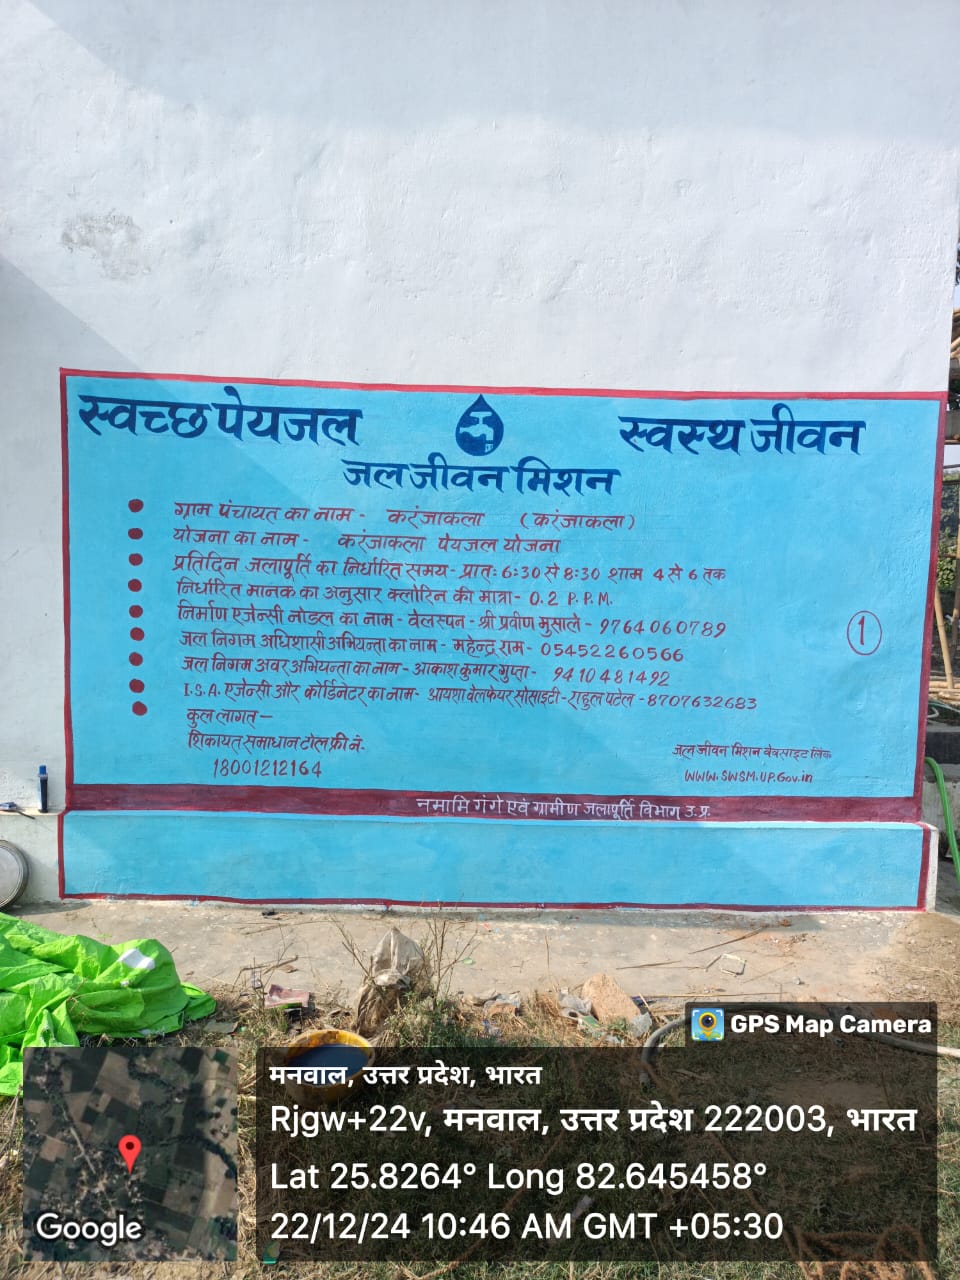 स्वच्छ पेयजल स्वस्थ जीवन
जल जीवन मिशन
ग्राम पंचायत का नाम - करंजाकला (करंजाकला)
योजना का नाम - करंजाकला पेयजल योजना
प्रतिदिन जलापूर्ति का निर्धारित समय - प्रातः 6:30 से 8:30 शाम 4 से 6 तक
निर्धारित मानक का अनुसार क्लोरिन की मात्रा - 0.2 P.P.M.
निर्माण एजेन्सी नोडल का नाम - वेलस्पन - श्री प्रवीण मुसाले - 9764060789
जल निगम अधिशासी अभियन्ता का नाम - महेन्द्र राम - 05452260566
जल निगम अवर अभियन्ता का नाम - आकाश कुमार गुप्ता - 9410481492
I.S.A. एजेन्सी और कोर्डिनेटर का नाम - आयशा वेलफेयर सोसाइटी - राहुल पटेल - 8707632683
कुल लागत -
1
शिकायत समाधान टोल फ्री नं.
18001212164
जल जीवन मिशन वेबसाइट लिंक
WWW.SWSM.UP.Gov.in
नमामि गंगे एवं ग्रामीण जलापूर्ति विभाग उ.प्र.
GPS Map Camera
मनवाल, उत्तर प्रदेश, भारत
Rjgw+22v, मनवाल, उत्तर प्रदेश 222003, भारत
Lat 25.8264° Long 82.645458°
22/12/24 10:46 AM GMT +05:30
Google